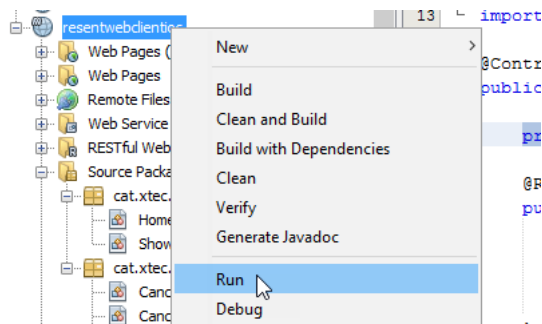 resentwebclientioc
Web Pages (
Web Pages
Remote Files
Web Service
RESTful Web
Source Packa
cat.xtec.
Home
Show
cat.xtec.
Canc
Canc
New
Build
Clean and Build
Build with Dependencies
Clean
Verify
Generate Javadoc
Run
Debug
13
import
@Contr
public
pr
@R
pu